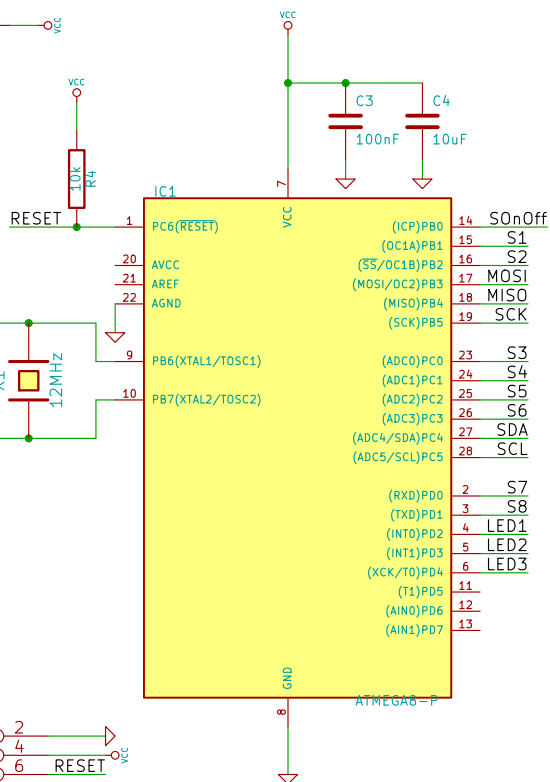 VCC
VCC
VCC
C3
C4
100nF
10uF
10k
R4
IC1
7
VCC
RESET
1
PC6(RESET)
(ICP)PB0
14
SOnOff
(OC1A)PB1
15
S1
20
AVCC
(SS/OC1B)PB2
16
S2
21
AREF
(MOSI/OC2)PB3
17
MOSI
22
AGND
(MISO)PB4
18
MISO
(SCK)PB5
19
SCK
9
PB6(XTAL1/TOSC1)
(ADC0)PC0
23
S3
X1
12MHz
(ADC1)PC1
24
S4
10
PB7(XTAL2/TOSC2)
(ADC2)PC2
25
S5
(ADC3)PC3
26
S6
(ADC4/SDA)PC4
27
SDA
(ADC5/SCL)PC5
28
SCL
(RXD)PD0
2
S7
(TXD)PD1
3
S8
(INT0)PD2
4
LED1
(INT1)PD3
5
LED2
(XCK/T0)PD4
6
LED3
(T1)PD5
11
(AIN0)PD6
12
(AIN1)PD7
13
GND
ATMEGA8-P
8
2
4
VCC
6
RESET